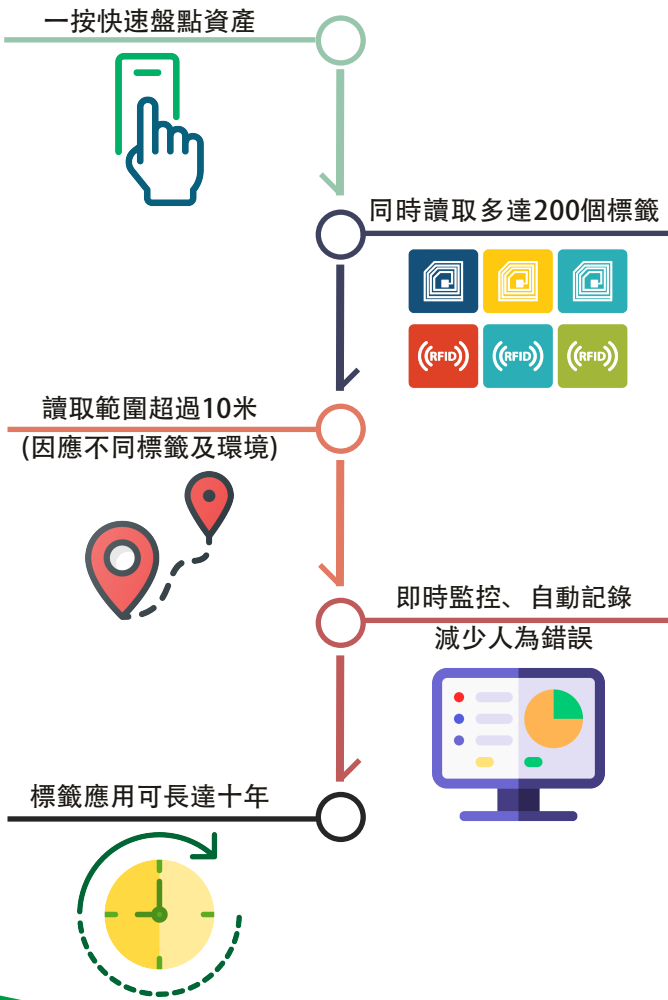 一按快速盤點資產
同時讀取多達200個標籤
(RFID)
(RFID)
(RFID)
讀取範圍超過10米
(因應不同標籤及環境)
即時監控、自動記錄
減少人為錯誤
標籤應用可長達十年